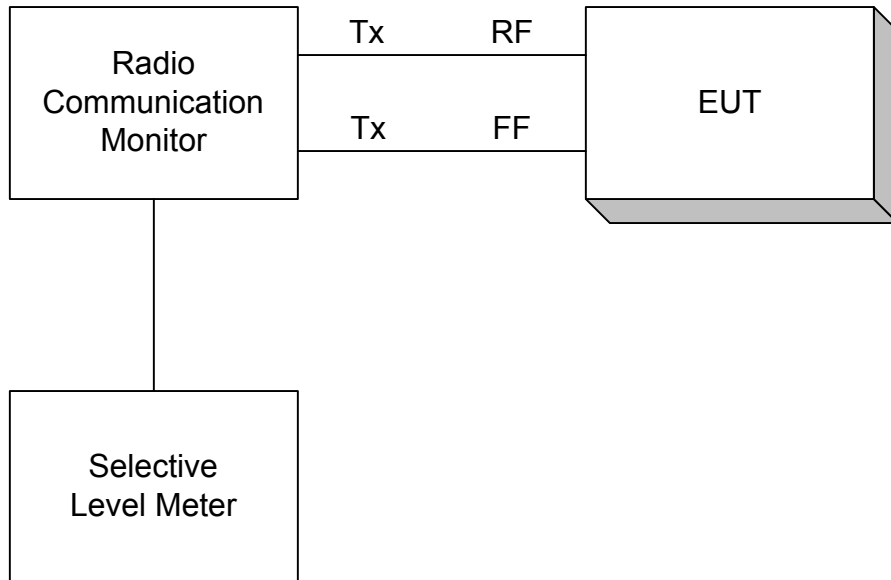 Radio
Communication
Monitor
Tx RF
Tx FF
EUT
Selective
Level Meter